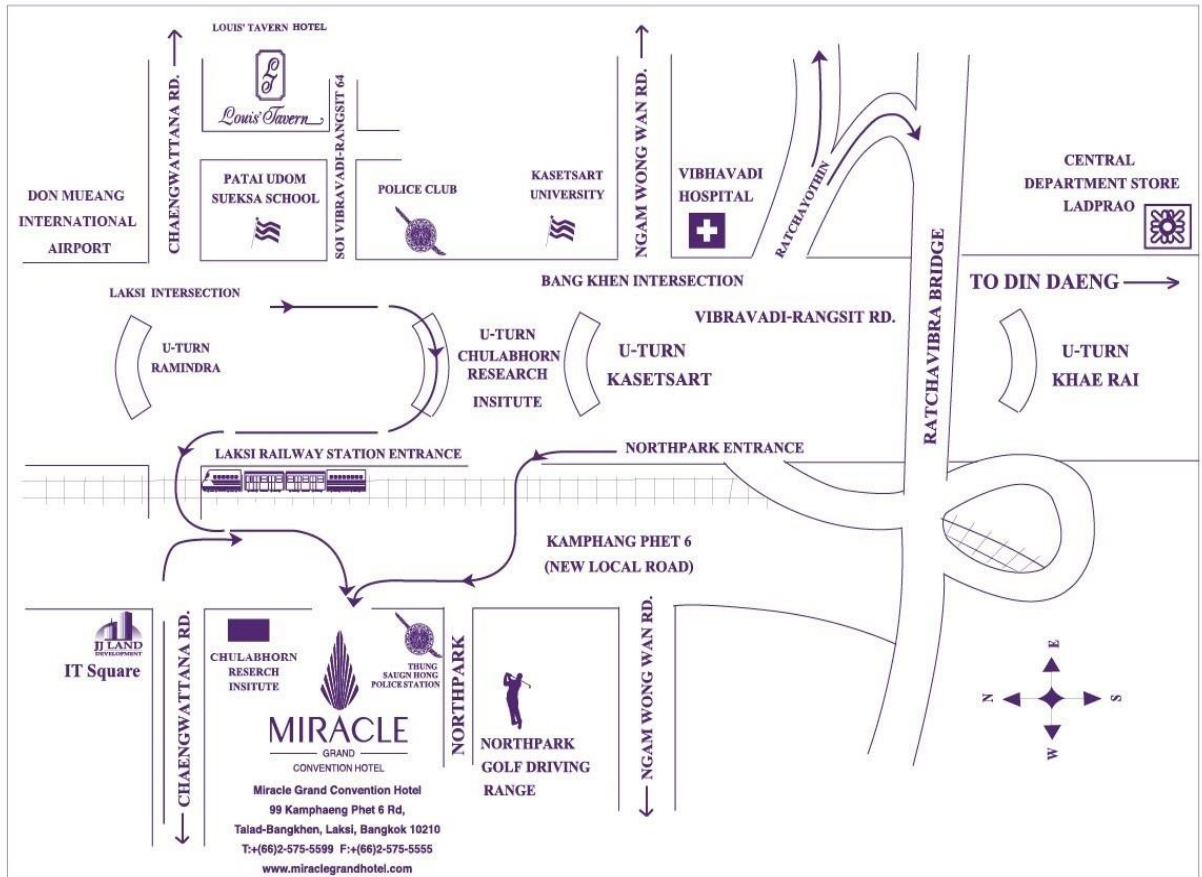 LOUIS' TAVERN HOTEL
LT
Louis' Tavern
CHAENGWATTANA RD.
SOI VIBRAVADI-RANGSIT 64
NGAM WONG WAN RD.
DON MUEANG
INTERNATIONAL
AIRPORT
PATAI UDOM
SUEKSA SCHOOL
POLICE CLUB
KASETSART
UNIVERSITY
VIBHAVADI
HOSPITAL
RATCHAYOTHIN
CENTRAL
DEPARTMENT STORE
LADPRAO
LAKSI INTERSECTION
BANG KHEN INTERSECTION
VIBRAVADI-RANGSIT RD.
RATCHAVIBRA BRIDGE
TO DIN DAENG
U-TURN
RAMINDRA
U-TURN
CHULABHORN
RESEARCH
INSITUTE
U-TURN
KASETSART
U-TURN
KHAE RAI
LAKSI RAILWAY STATION ENTRANCE
NORTHPARK ENTRANCE
KAMPHANG PHET 6
(NEW LOCAL ROAD)
JJ LAND
DEVELOPMENT
IT Square
CHAENGWATTANA RD.
CHULABHORN
RESERCH
INSITUTE
THUNG
SAUGN HONG
POLICE STATION
NORTHPARK
NORTHPARK
GOLF DRIVING
RANGE
NGAM WONG WAN RD.
N
E
S
W
MIRACLE
GRAND
CONVENTION HOTEL
Miracle Grand Convention Hotel
99 Kamphaeng Phet 6 Rd,
Talad-Bangkhen, Laksi, Bangkok 10210
T:+(66)2-575-5599 F:+(66)2-575-5555
www.miraclegrandhotel.com